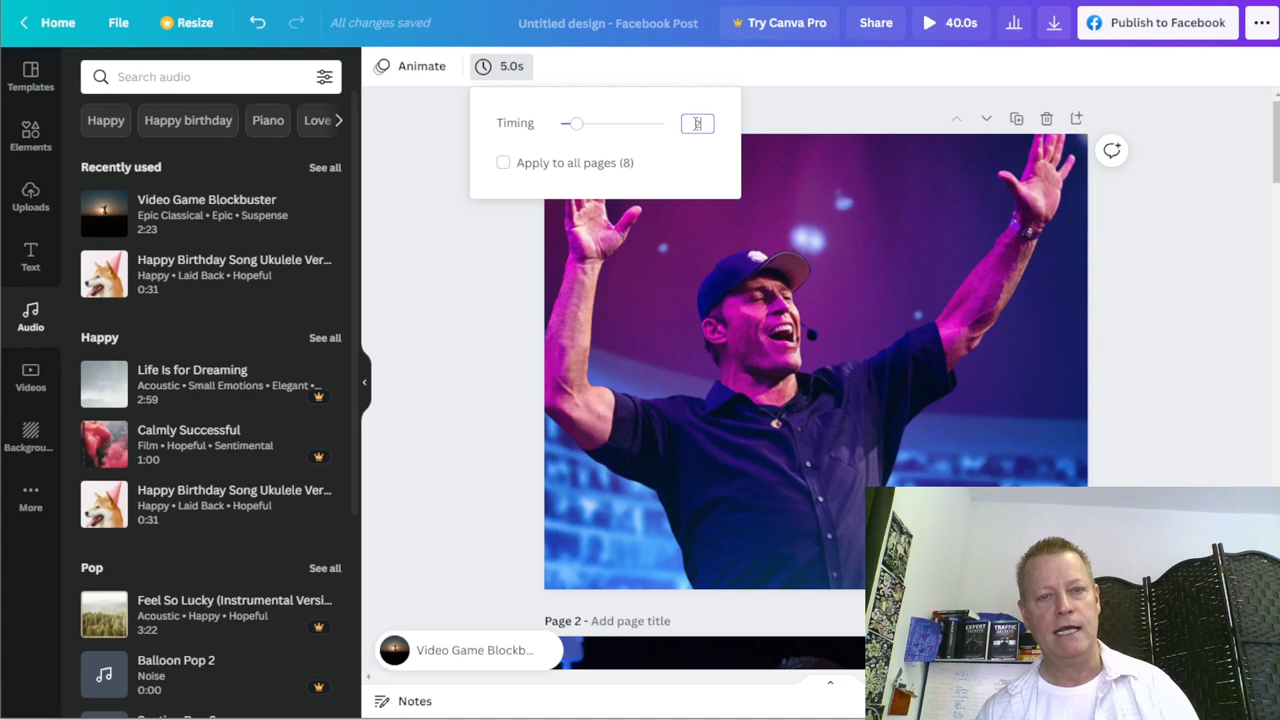 Home
File
Resize
All changes saved
Untitled design - Facebook Post
Try Canva Pro
Share
40.0s
Publish to Facebook
Templates
Elements
Uploads
Text
Audio
Videos
Backgrou...
More
Search audio
Happy
Happy birthday
Piano
Love
Recently used
See all
Video Game Blockbuster
Epic Classical • Epic • Suspense
2:23
Happy Birthday Song Ukulele Ver...
Happy • Laid Back • Hopeful
0:31
Happy
See all
Life Is for Dreaming
Acoustic • Small Emotions • Elegant •...
2:59
Calmly Successful
Film • Hopeful • Sentimental
1:00
Happy Birthday Song Ukulele Ver...
Happy • Laid Back • Hopeful
0:31
Pop
See all
Feel So Lucky (Instrumental Versi...
Acoustic • Happy • Hopeful
3:22
Balloon Pop 2
Noise
0:00
Animate
5.0s
Timing
Apply to all pages (8)
Page 2 - Add page title
Video Game Blockb...
Notes
EXPERT
SECRETS
TRAFFIC
SECRETS